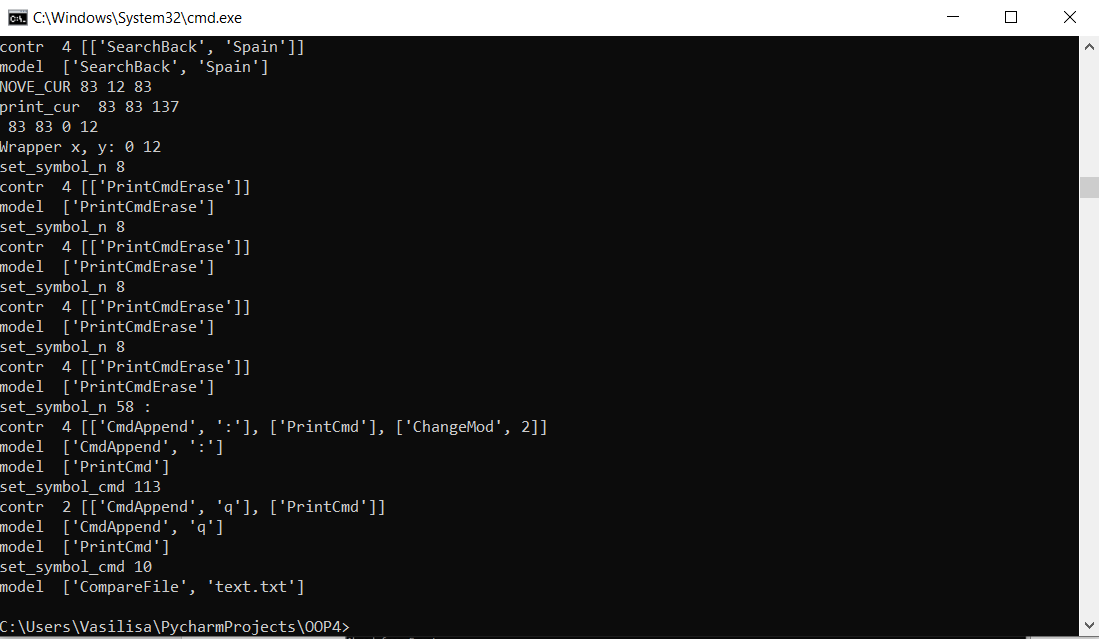 C:\Windows\System32\cmd.exe
contr  4 [['SearchBack', 'Spain']]
model  ['SearchBack', 'Spain']
NOVE_CUR 83 12 83
print_cur  83 83 137
 83 83 0 12
Wrapper x, y: 0 12
set_symbol_n 8
contr  4 [['PrintCmdErase']]
model  ['PrintCmdErase']
set_symbol_n 8
contr  4 [['PrintCmdErase']]
model  ['PrintCmdErase']
set_symbol_n 8
contr  4 [['PrintCmdErase']]
model  ['PrintCmdErase']
set_symbol_n 8
contr  4 [['PrintCmdErase']]
model  ['PrintCmdErase']
set_symbol_n 58 :
contr  4 [['CmdAppend', ':'], ['PrintCmd'], ['ChangeMod', 2]]
model  ['CmdAppend', ':']
model  ['PrintCmd']
set_symbol_cmd 113
contr  2 [['CmdAppend', 'q'], ['PrintCmd']]
model  ['CmdAppend', 'q']
model  ['PrintCmd']
set_symbol_cmd 10
model  ['CompareFile', 'text.txt']
C:\Users\Vasilisa\PycharmProjects\OOP4>